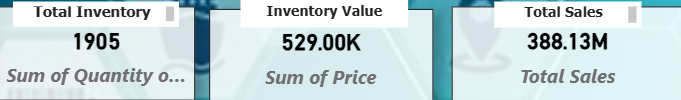 Total Inventory
1905
Sum of Quantity o...
Inventory Value
529.00K
Sum of Price
Total Sales
388.13M
Total Sales